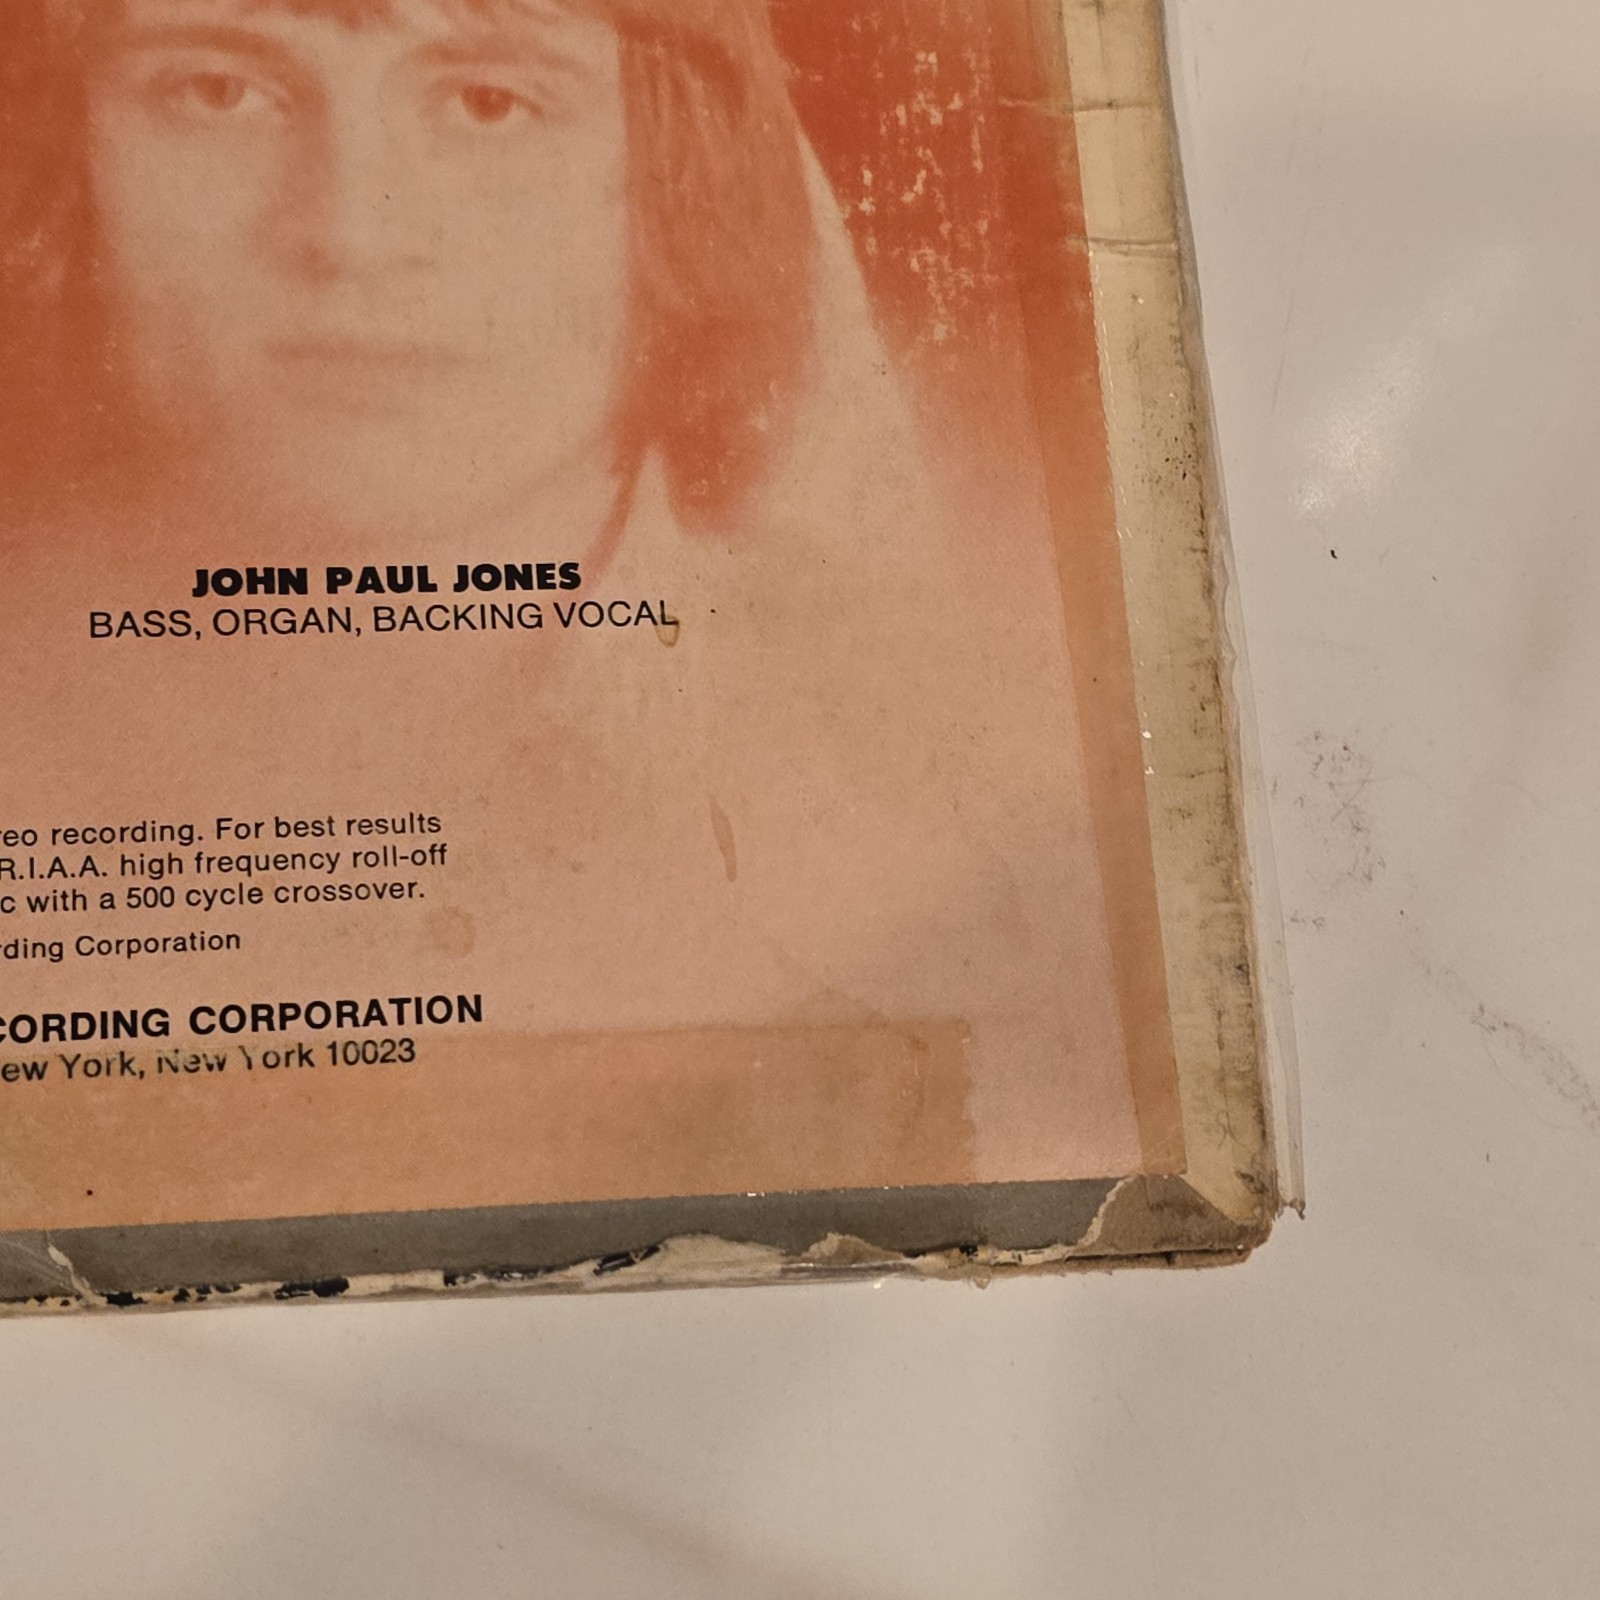 JOHN PAUL JONES
BASS, ORGAN, BACKING VOCAL
reo recording. For best results
R.I.A.A. high frequency roll-off
c with a 500 cycle crossover.
rding Corporation
CORDING CORPORATION
ew York, New York 10023